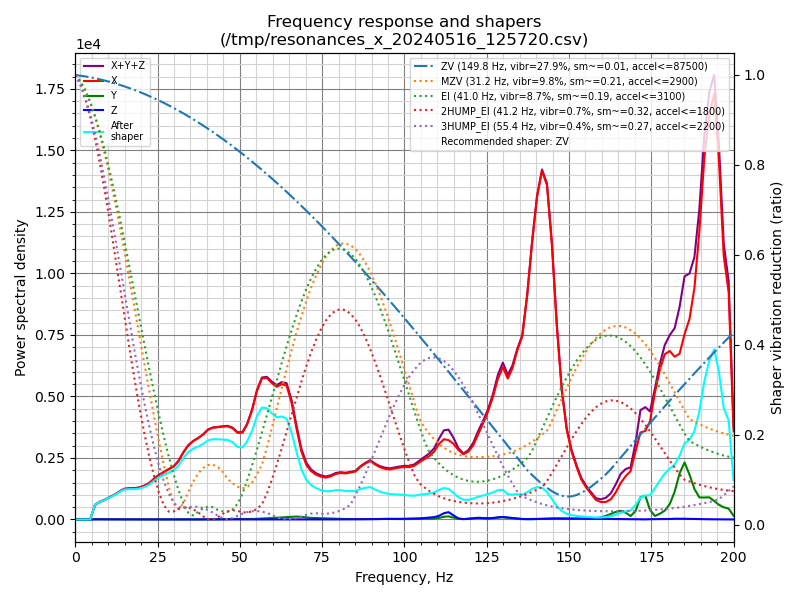 Frequency response and shapers
(/tmp/resonances_x_20240516_125720.csv)
1e4
X+Y+Z
X
Y
Z
After
shaper
ZV (149.8 Hz, vibr=27.9%, sm~=0.01, accel<=87500)
MZV (31.2 Hz, vibr=9.8%, sm~=0.21, accel<=2900)
EI (41.0 Hz, vibr=8.7%, sm~=0.19, accel<=3100)
2HUMP_EI (41.2 Hz, vibr=0.7%, sm~=0.32, accel<=1800)
3HUMP_EI (55.4 Hz, vibr=0.4%, sm~=0.27, accel<=2200)
Recommended shaper: ZV
Power spectral density
1.75
1.50
1.25
1.00
0.75
0.50
0.25
0.00
1.0
0.8
0.6
0.4
0.2
0.0
Shaper vibration reduction (ratio)
0 25 50 75 100 125 150 175 200
Frequency, Hz